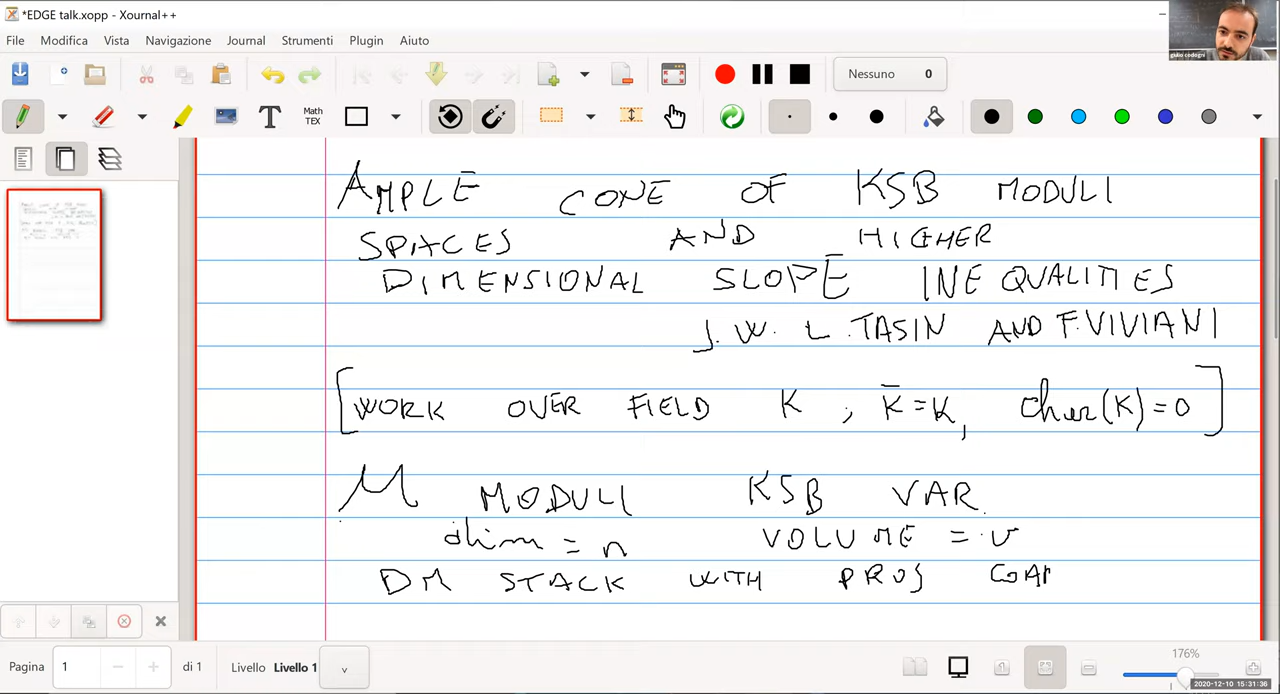 *EDGE talk.xopp - Xournal++
giulio codogni
File Modifica Vista Navigazione Journal Strumenti Plugin Aiuto
Nessuno 0
T Math TEX
AMPLE CONE OF KSB MODULI
SPACES AND HIGHER
DIMENSIONAL SLOPE INEQUALITIES
J.W. L.TASIN AND F.VIVIANI
[WORK OVER FIELD K , K̄=K, char(K)=0]
M MODULI KSB VAR.
dim = n VOLUME = v
DM STACK WITH PROJ COAR
Pagina 1 di 1 Livello Livello 1 176%
2020-12-10 15:31:36